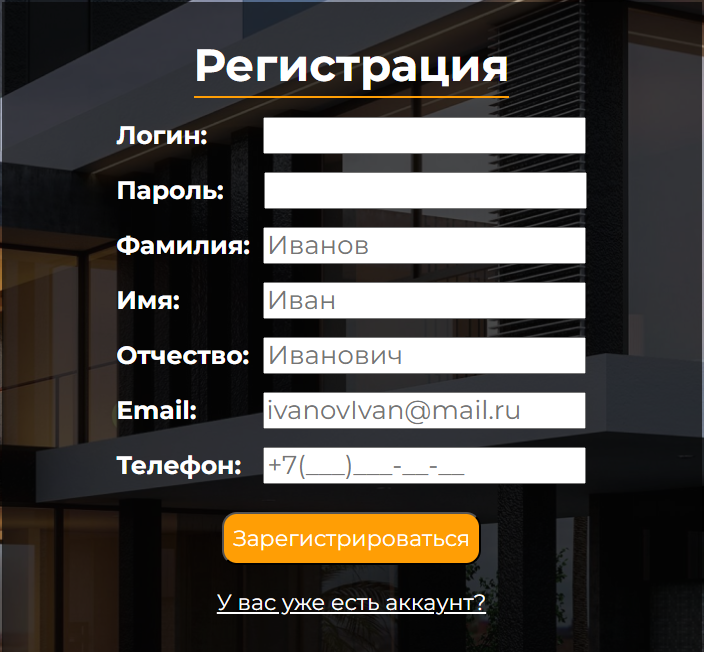 Регистрация
Логин:
Пароль:
Фамилия: Иванов
Имя: Иван
Отчество: Иванович
Email: ivanovIvan@mail.ru
Телефон: +7(___)___-__-__
Зарегистрироваться
У вас уже есть аккаунт?